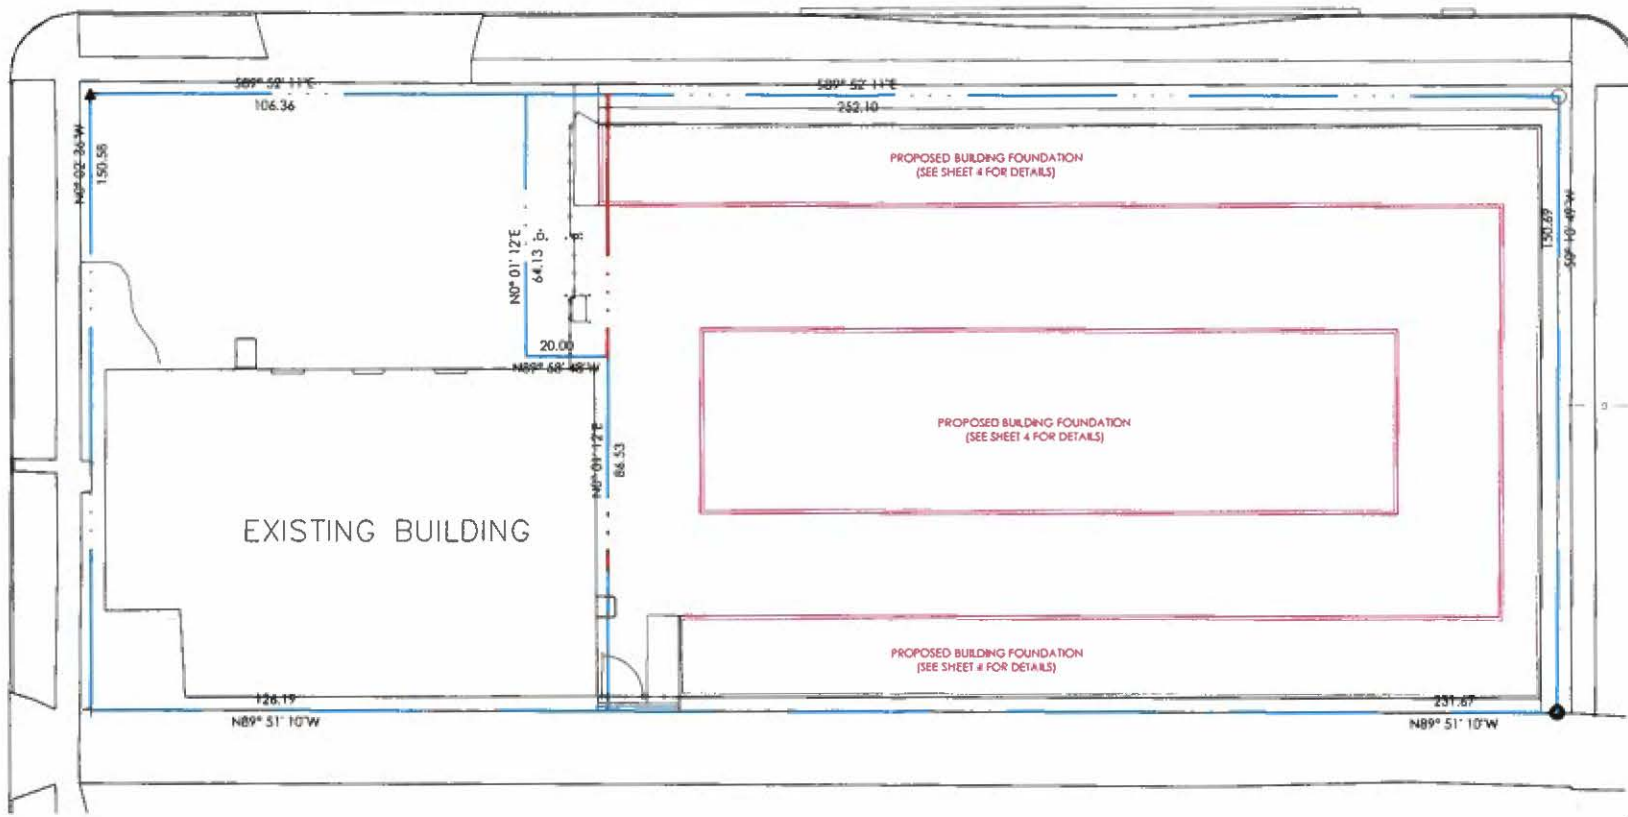 S89° 52' 11"E
106.36
S89° 52' 11"E
252.10
N0° 02' 36"W
150.58
PROPOSED BUILDING FOUNDATION
(SEE SHEET 4 FOR DETAILS)
150.69
S0° 10' 49"W
N0° 01' 12"E
64.13
20.00
N89° 58' 48"W
N0° 01' 12"E
86.53
PROPOSED BUILDING FOUNDATION
(SEE SHEET 4 FOR DETAILS)
EXISTING BUILDING
PROPOSED BUILDING FOUNDATION
(SEE SHEET 4 FOR DETAILS)
126.19
N89° 51' 10"W
231.67
N89° 51' 10"W